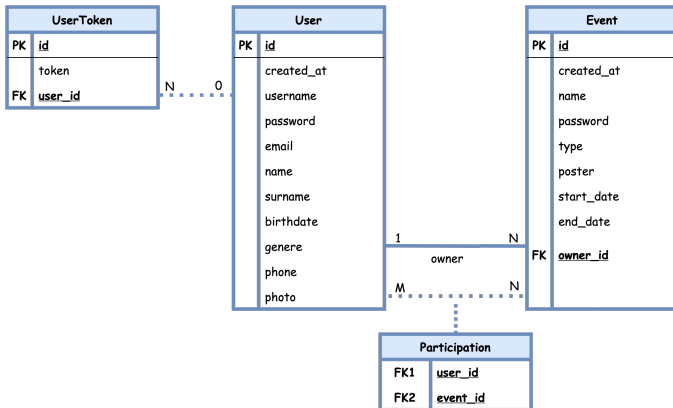 UserToken
PK id
token
FK user_id
N 0
User
PK id
created_at
username
password
email
name
surname
birthdate
genere
phone
photo
1 N
owner
M N
Event
PK id
created_at
name
password
type
poster
start_date
end_date
FK owner_id
Participation
FK1 user_id
FK2 event_id